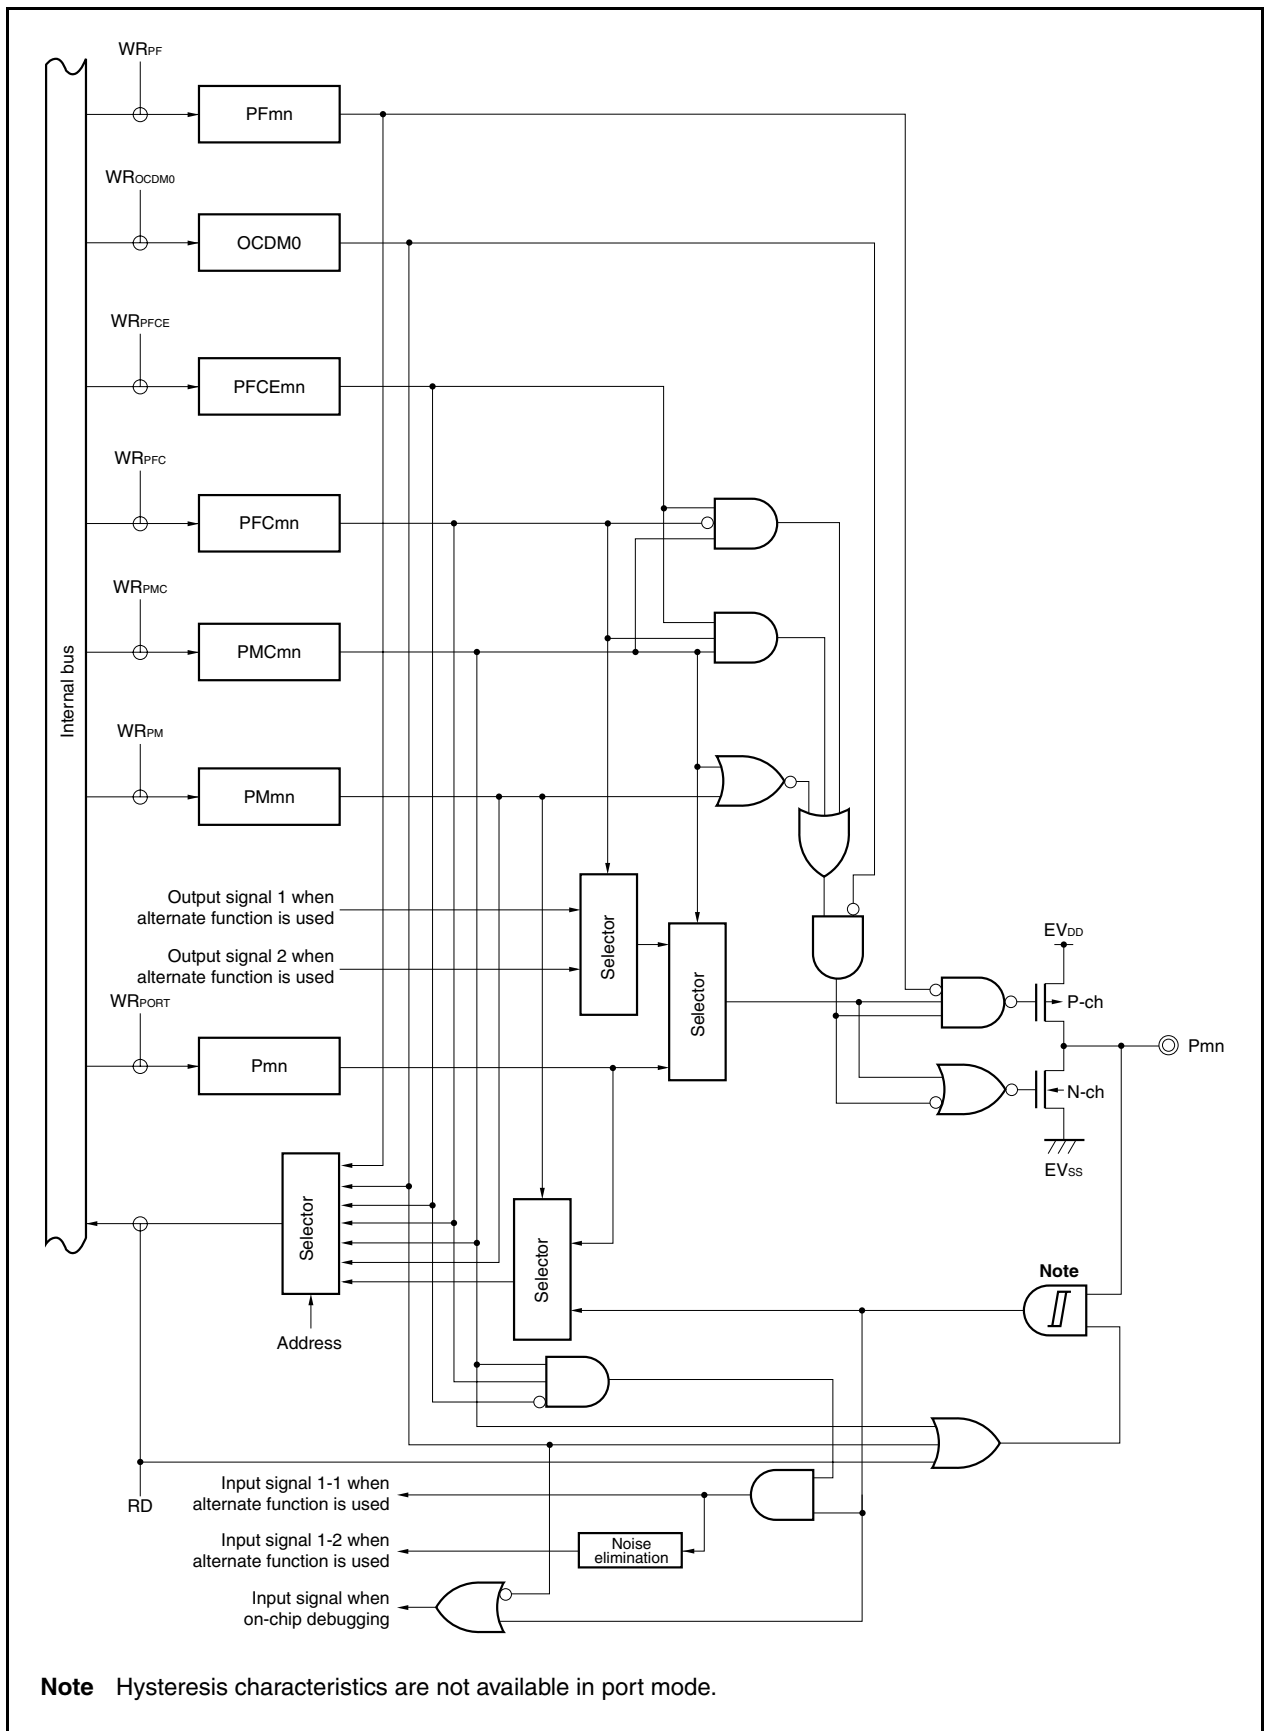 WRPF
PFmn
WROCDM0
OCDM0
WRPFCE
PFCEmn
WRPFC
PFCmn
WRPMC
PMCmn
Internal bus
WRPM
PMmn
Output signal 1 when
alternate function is used
Output signal 2 when
alternate function is used
Selector
Selector
EVDD
P-ch
WRPORT
Pmn
Pmn
N-ch
EVSS
Selector
Selector
Address
Note
RD
Input signal 1-1 when
alternate function is used
Input signal 1-2 when
alternate function is used
Noise
elimination
Input signal when
on-chip debugging
Note Hysteresis characteristics are not available in port mode.